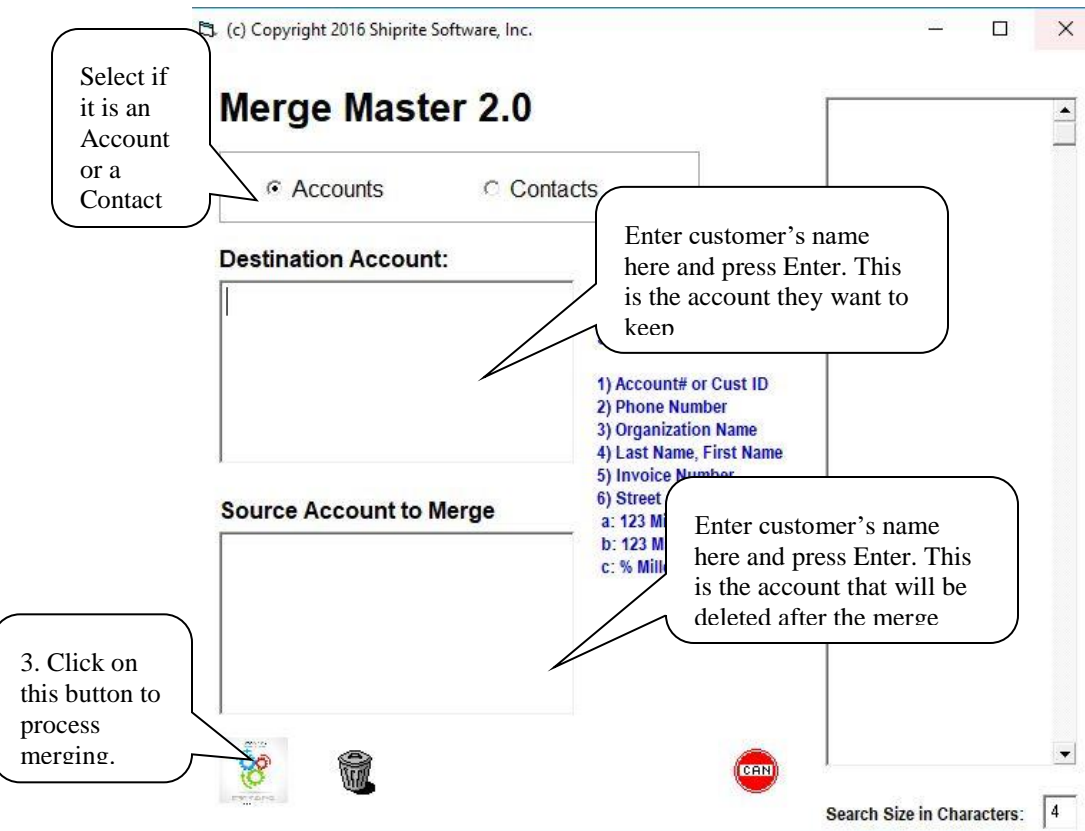 (c) Copyright 2016 Shiprite Software, Inc.
Select if
it is an
Account
or a
Contact
Merge Master 2.0
Accounts
Contacts
Enter customer’s name
here and press Enter. This
is the account they want to
keep
Destination Account:
1) Account# or Cust ID
2) Phone Number
3) Organization Name
4) Last Name, First Name
5) Invoice Number
6) Street
a: 123
b: 123
c: %
Source Account to Merge
Enter customer’s name
here and press Enter. This
is the account that will be
deleted after the merge
3. Click on
this button to
process
merging.
CAN
Search Size in Characters: 4